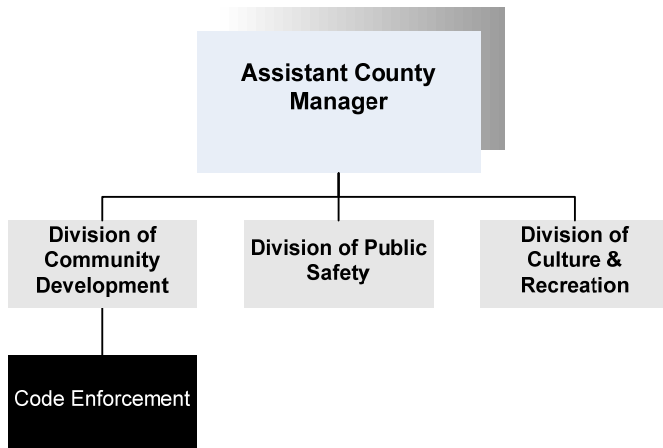 Assistant County
Manager
Division of
Community
Development
Division of Public
Safety
Division of
Culture &
Recreation
Code Enforcement